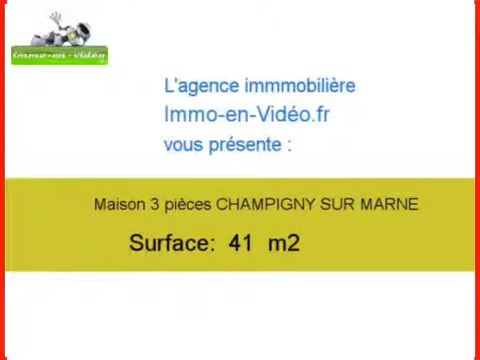 immo-en-vidéo
L'agence immmobilière
Immo-en-Vidéo.fr
vous présente :
Maison 3 pièces CHAMPIGNY SUR MARNE
Surface: 41 m2